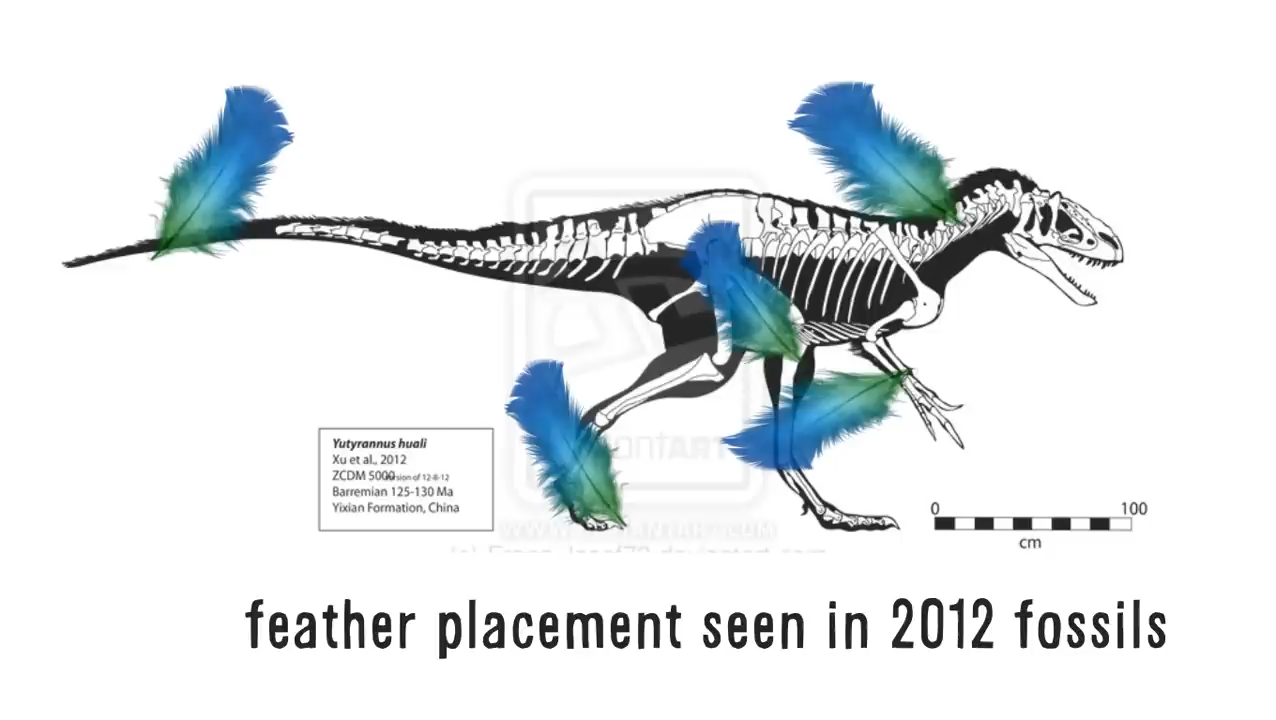 Yutyrannus huali
Xu et al., 2012
ZCDM 5000
Barremian 125-130 Ma
Yixian Formation, China
0 100
cm
feather placement seen in 2012 fossils